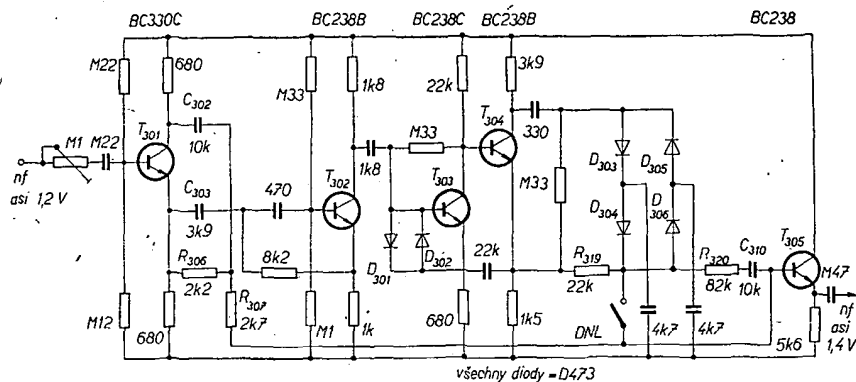 BC330C
BC238B
BC238C
BC238B
BC238
M22
680
M33
1k8
22k
3k9
C302
10k
T301
M1
M22
nf
asi 1,2 V
C303
3k9
470
T302
1k8
M33
T303
T304
330
M33
D303
D305
D304
D306
T305
R306
2k2
8k2
D301
D302
22k
R319
22k
R320
82k
C310
10k
M47
nf
asi
1,4 V
M12
680
R307
2k7
M1
1k
680
1k5
DNL
4k7
4k7
5k6
všechny diody = D473